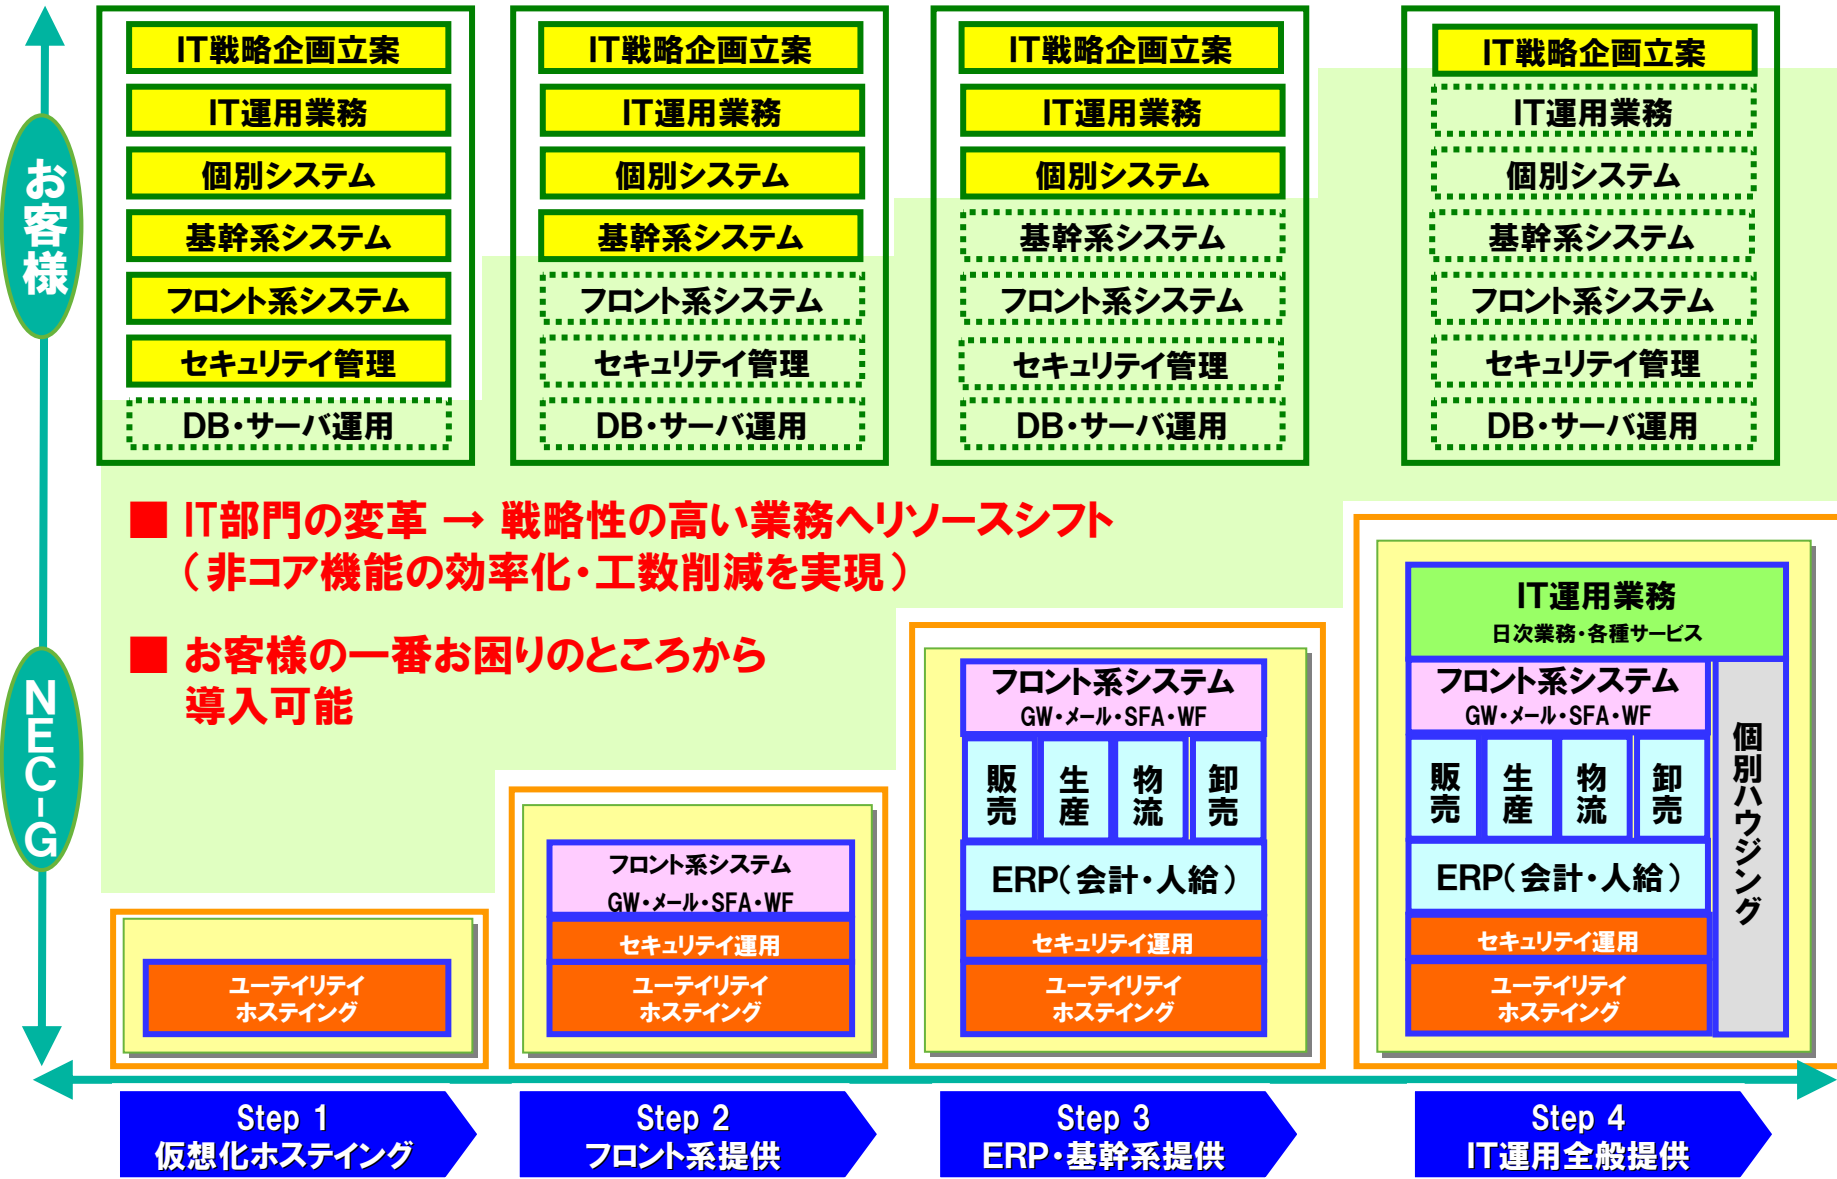 お客様
NEC-G
IT戦略企画立案
IT運用業務
個別システム
基幹系システム
フロント系システム
セキュリテイ管理
DB・サーバ運用
IT戦略企画立案
IT運用業務
個別システム
基幹系システム
フロント系システム
セキュリテイ管理
DB・サーバ運用
IT戦略企画立案
IT運用業務
個別システム
基幹系システム
フロント系システム
セキュリテイ管理
DB・サーバ運用
IT戦略企画立案
IT運用業務
個別システム
基幹系システム
フロント系システム
セキュリテイ管理
DB・サーバ運用
■ IT部門の変革 → 戦略性の高い業務へリソースシフト
（非コア機能の効率化・工数削減を実現）
■ お客様の一番お困りのところから
導入可能
ユーテイリテイ
ホステイング
フロント系システム
GW・メール・SFA・WF
セキュリテイ運用
ユーテイリテイ
ホステイング
フロント系システム
GW・メール・SFA・WF
販売
生産
物流
卸売
ERP（会計・人給）
セキュリテイ運用
ユーテイリテイ
ホステイング
IT運用業務
日次業務・各種サービス
フロント系システム
GW・メール・SFA・WF
販売
生産
物流
卸売
ERP（会計・人給）
セキュリテイ運用
ユーテイリテイ
ホステイング
個別ハウジング
Step 1
仮想化ホステイング
Step 2
フロント系提供
Step 3
ERP・基幹系提供
Step 4
IT運用全般提供